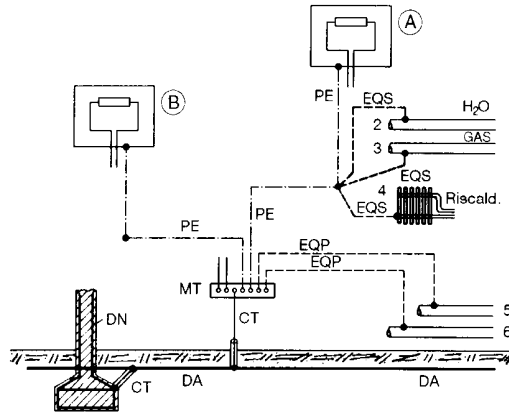 A
B
PE
EQS
H₂O
2
3
GAS
EQS
4
EQS
Riscald.
PE
PE
EQP
EQP
MT
CT
5
6
DN
CT
DA
DA